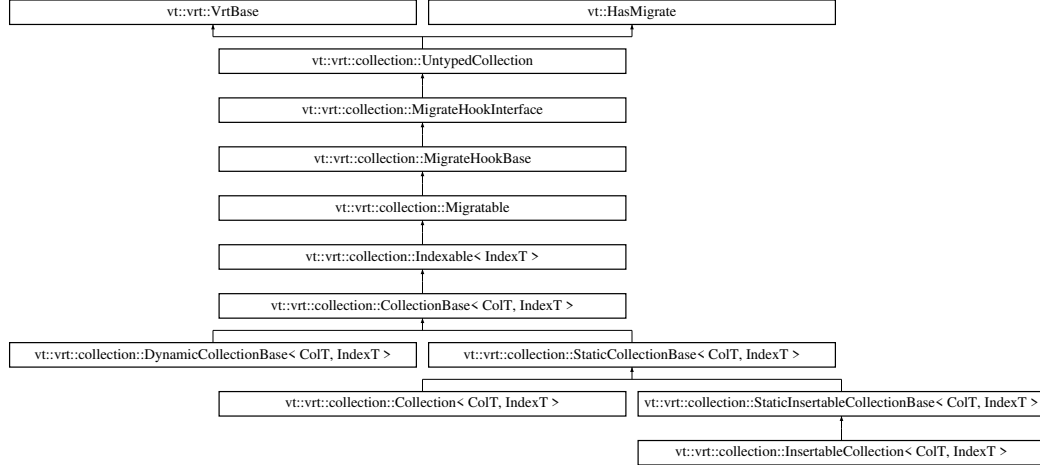 vt::vrt::VrtBase
vt::HasMigrate
vt::vrt::collection::UntypedCollection
vt::vrt::collection::MigrateHookInterface
vt::vrt::collection::MigrateHookBase
vt::vrt::collection::Migratable
vt::vrt::collection::Indexable< IndexT >
vt::vrt::collection::CollectionBase< ColT, IndexT >
vt::vrt::collection::DynamicCollectionBase< ColT, IndexT >
vt::vrt::collection::StaticCollectionBase< ColT, IndexT >
vt::vrt::collection::Collection< ColT, IndexT >
vt::vrt::collection::StaticInsertableCollectionBase< ColT, IndexT >
vt::vrt::collection::InsertableCollection< ColT, IndexT >